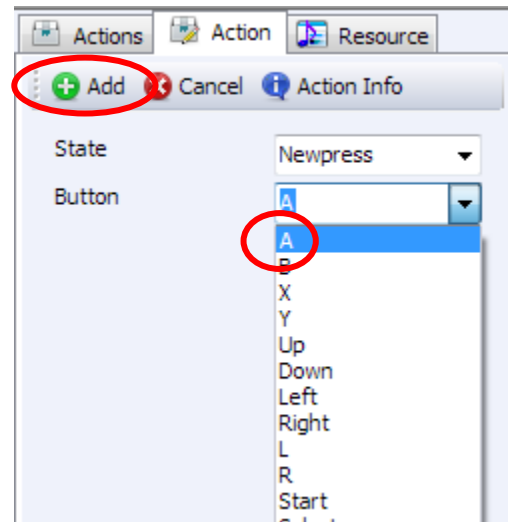 Actions Action Resource
Add Cancel Action Info
State Newpress
Button A
A
B
X
Y
Up
Down
Left
Right
L
R
Start